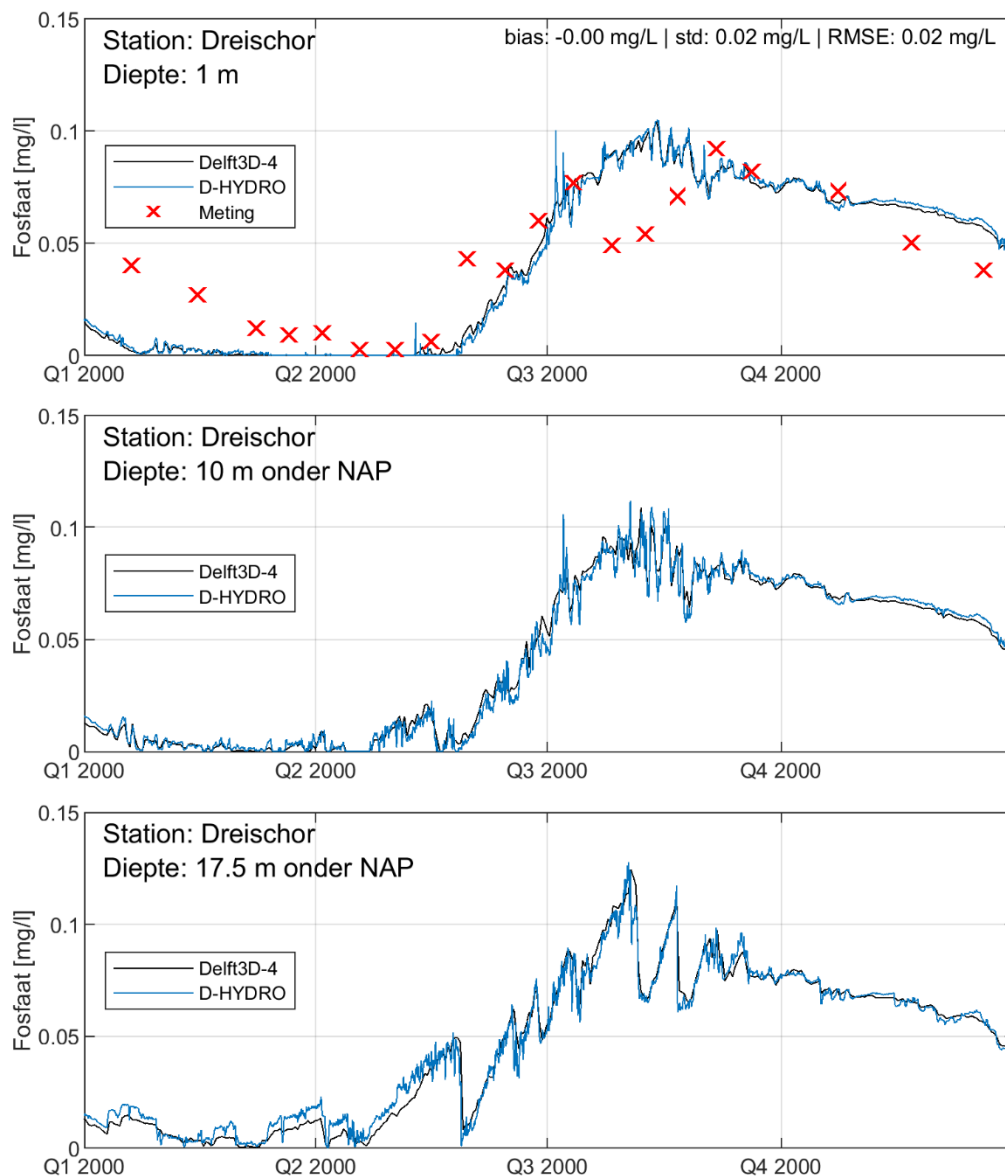 Station: Dreischor
Diepte: 1 m
bias: -0.00 mg/L | std: 0.02 mg/L | RMSE: 0.02 mg/L
0.15
0.1
0.05
0
Fosfaat [mg/l]
Delft3D-4
D-HYDRO
Meting
Q1 2000
Q2 2000
Q3 2000
Q4 2000
Station: Dreischor
Diepte: 10 m onder NAP
0.15
0.1
0.05
0
Fosfaat [mg/l]
Delft3D-4
D-HYDRO
Q1 2000
Q2 2000
Q3 2000
Q4 2000
Station: Dreischor
Diepte: 17.5 m onder NAP
0.15
0.1
0.05
0
Fosfaat [mg/l]
Delft3D-4
D-HYDRO
Q1 2000
Q2 2000
Q3 2000
Q4 2000